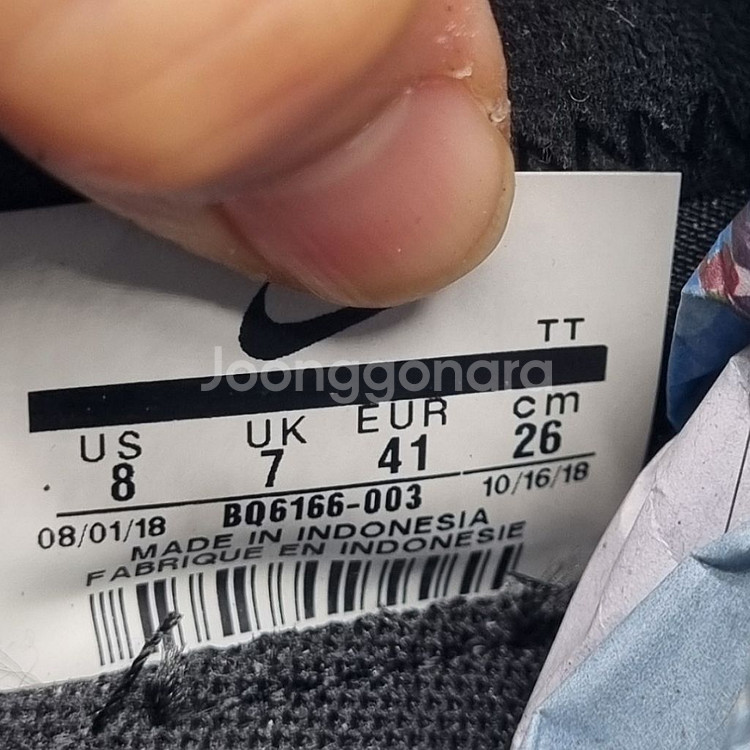 TT
Joonggonara
US UK EUR cm
8 7 41 26
08/01/18 BQ6166-003 10/16/18
MADE IN INDONESIA
FABRIQUE EN INDONESIE